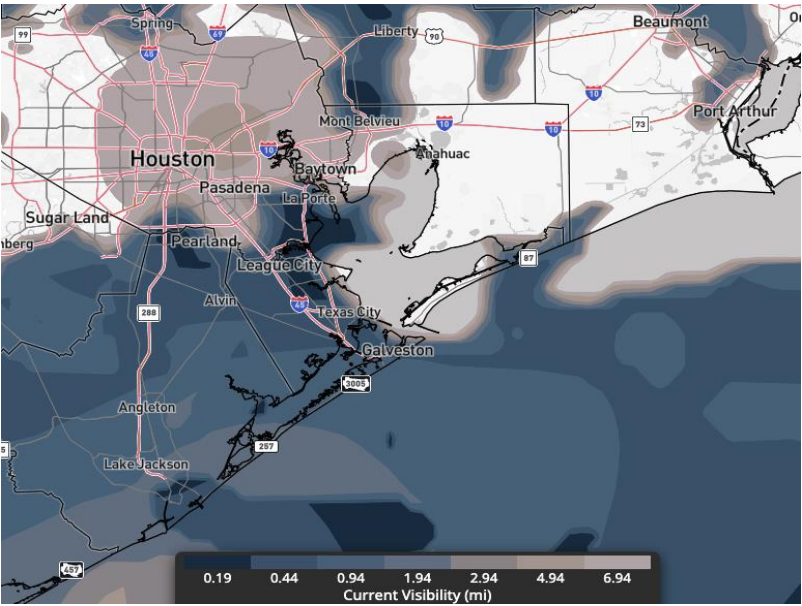 99
Spring
69
45
Liberty
90
Beaumont
10
Mont Belvieu
10
10
73
Port Arthur
Houston
10
Anahuac
Baytown
Pasadena
La Porte
Sugar Land
Pearland
87
League City
Alvin
45
288
Texas City
Galveston
3005
Angleton
257
Lake Jackson
457
0.19 0.44 0.94 1.94 2.94 4.94 6.94
Current Visibility (mi)